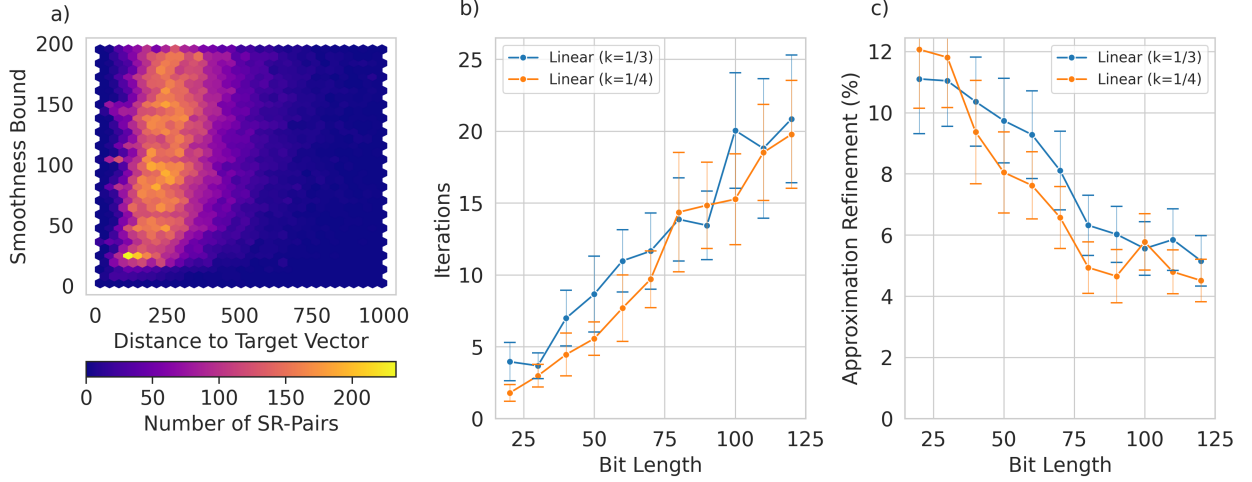 a)
Smoothness Bound
200
150
100
50
0
0 250 500 750 1000
Distance to Target Vector
0 50 100 150 200
Number of SR-Pairs
b)
Iterations
25
20
15
10
5
0
Linear (k=1/3)
Linear (k=1/4)
25 50 75 100 125
Bit Length
c)
Approximation Refinement (%)
12
10
8
6
4
2
0
Linear (k=1/3)
Linear (k=1/4)
25 50 75 100 125
Bit Length